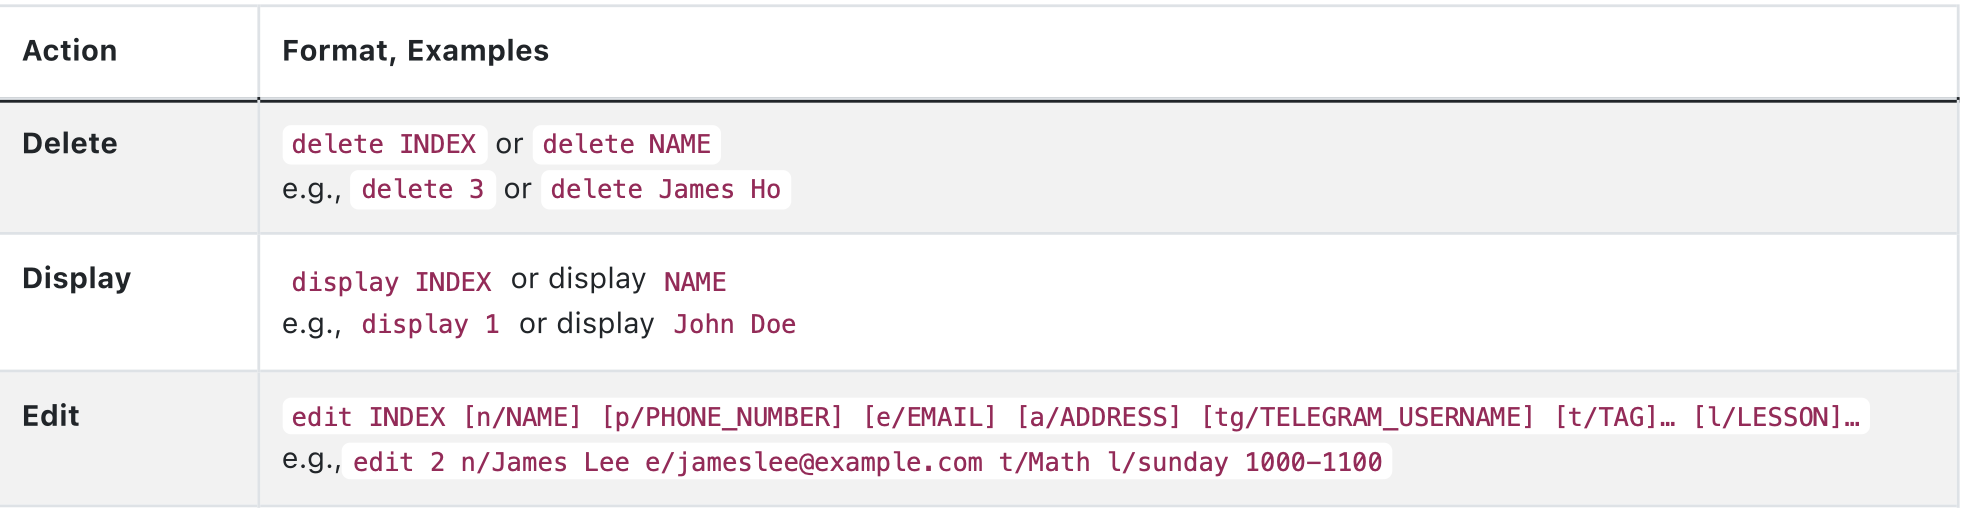 Action Format, Examples
Delete delete INDEX or delete NAME
e.g., delete 3 or delete James Ho
Display display INDEX or display NAME
e.g., display 1 or display John Doe
Edit edit INDEX [n/NAME] [p/PHONE_NUMBER] [e/EMAIL] [a/ADDRESS] [tg/TELEGRAM_USERNAME] [t/TAG]… [l/LESSON]…
e.g., edit 2 n/James Lee e/jameslee@example.com t/Math l/sunday 1000–1100